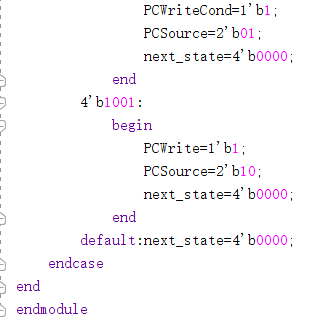 PCWriteCond=1'b1;
PCSource=2'b01;
next_state=4'b0000;
end
4'b1001:
begin
PCWrite=1'b1;
PCSource=2'b10;
next_state=4'b0000;
end
default:next_state=4'b0000;
endcase
end
endmodule